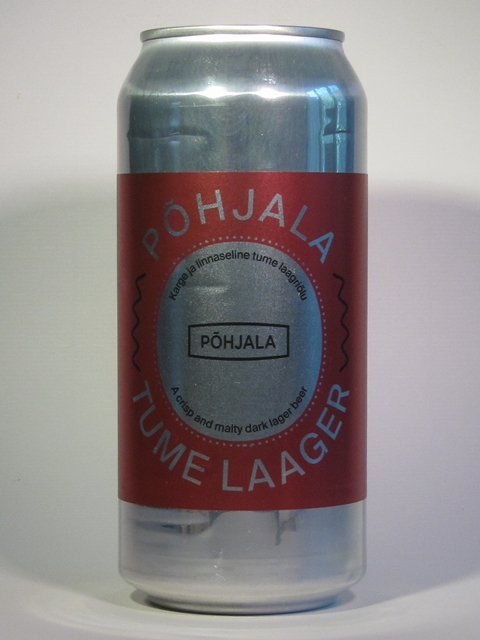 PÕHJALA
Karge ja linnaseline tume laagriõlu
PÕHJALA
A crisp and malty dark lager beer
TUME LAAGER